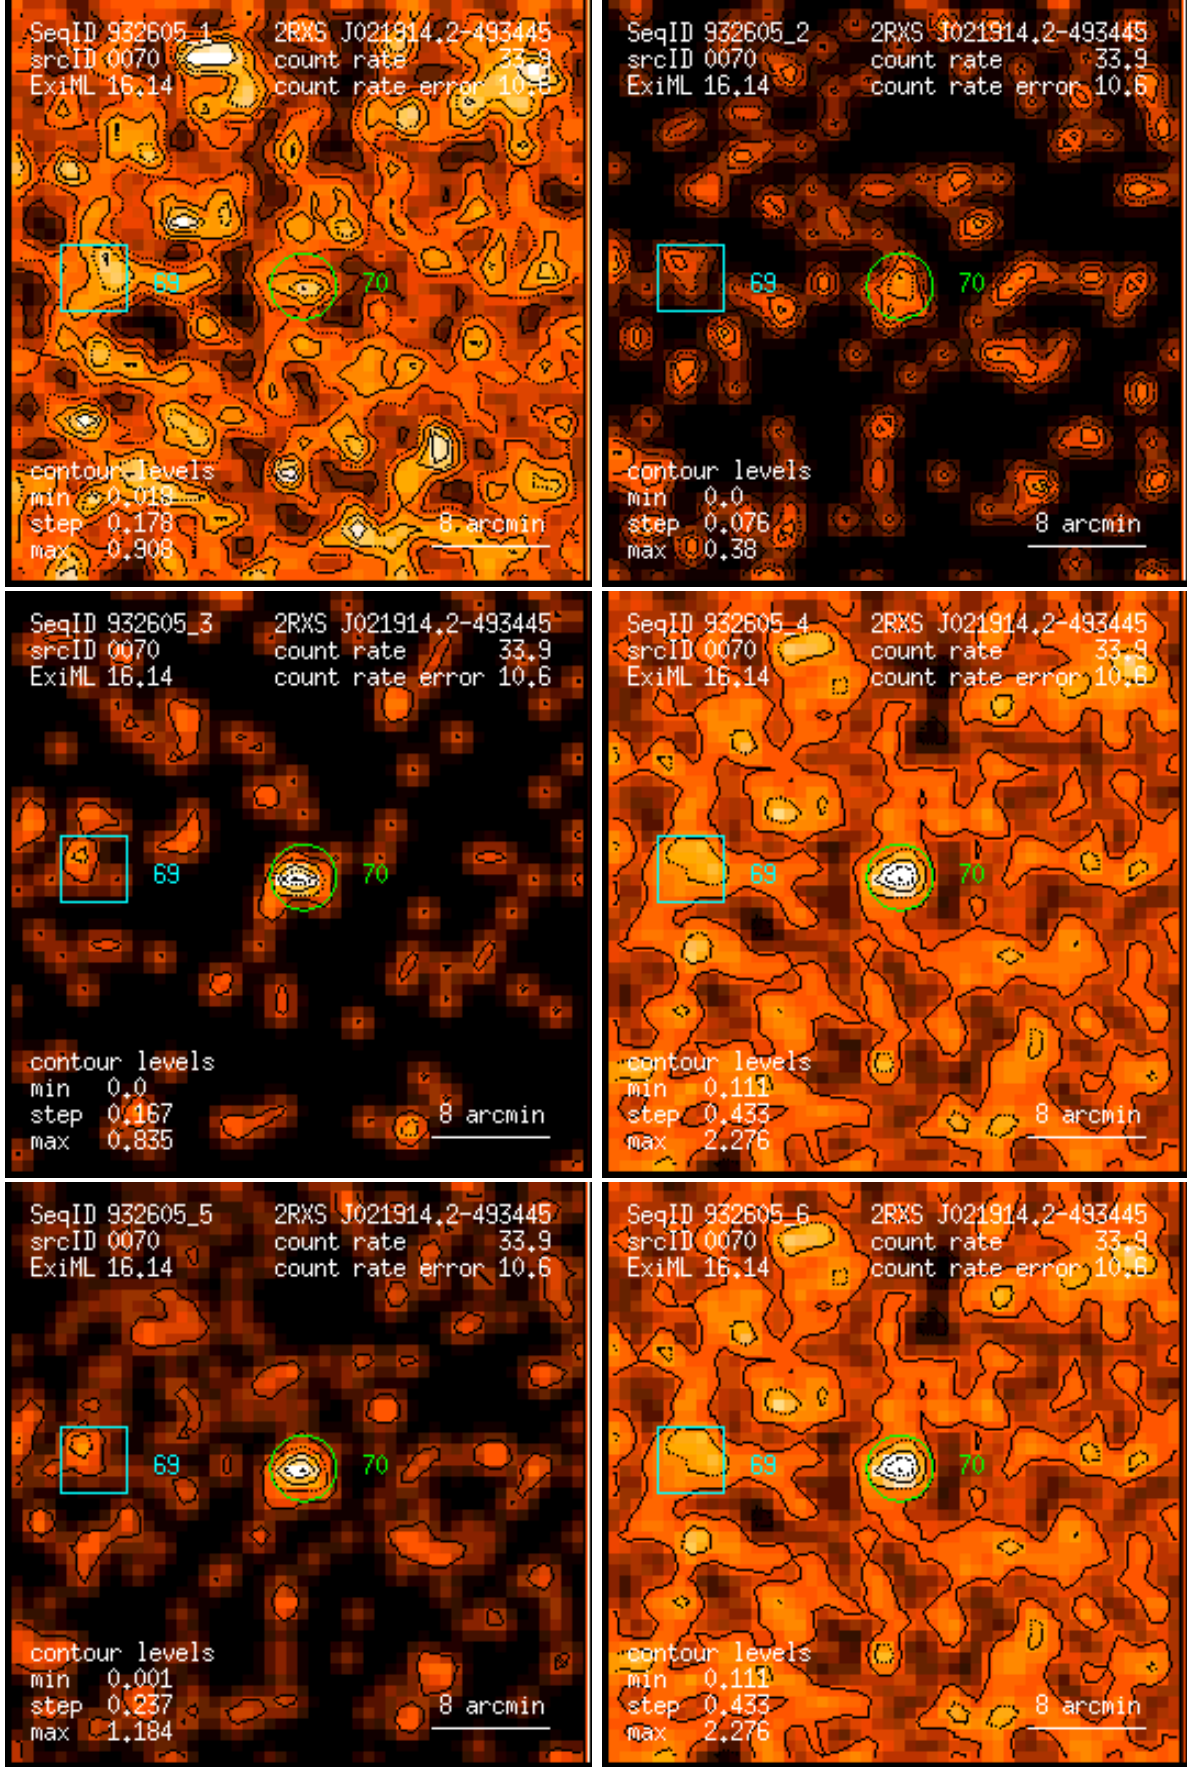 SeqID 932605_1 2RXS J021914.2-493445
srcID 0070 count rate 33.9
ExiML 16.14 count rate error 10.6
69 70
contour levels
min 0.019
step 0.178
max 0.908
8 arcmin
SeqID 932605_2 2RXS J021914.2-493445
srcID 0070 count rate 33.9
ExiML 16.14 count rate error 10.6
69 70
contour levels
min 0.0
step 0.076
max 0.38
8 arcmin
SeqID 932605_3 2RXS J021914.2-493445
srcID 0070 count rate 33.9
ExiML 16.14 count rate error 10.6
69 70
contour levels
min 0.0
step 0.167
max 0.835
8 arcmin
SeqID 932605_4 2RXS J021914.2-493445
srcID 0070 count rate 33.9
ExiML 16.14 count rate error 10.6
69 70
contour levels
min 0.111
step 0.433
max 2.276
8 arcmin
SeqID 932605_5 2RXS J021914.2-493445
srcID 0070 count rate 33.9
ExiML 16.14 count rate error 10.6
69 70
contour levels
min 0.001
step 0.237
max 1.184
8 arcmin
SeqID 932605_6 2RXS J021914.2-493445
srcID 0070 count rate 33.9
ExiML 16.14 count rate error 10.6
69 70
contour levels
min 0.111
step 0.433
max 2.276
8 arcmin